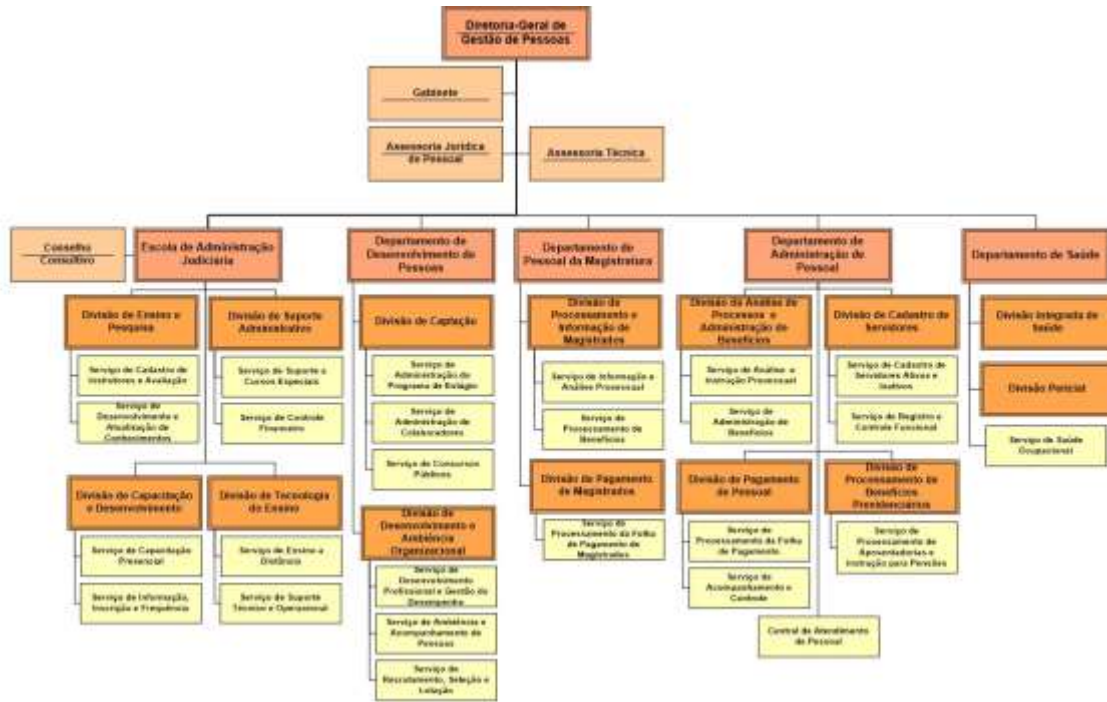 Diretoria-Geral de
Gestão de Pessoas
Gabinete
Assessoria Jurídica
de Pessoal
Assessoria Técnica
Conselho
Consultivo
Escola de Administração
Judiciária
Departamento de
Desenvolvimento de
Pessoas
Departamento de
Pessoal da Magistratura
Departamento de
Administração de
Pessoal
Departamento de Saúde
Divisão de Ensino e
Pesquisa
Serviço de Cadastro de
Instrutores e Avaliação
Serviço de
Desenvolvimento e
Atualização de
Conhecimentos
Divisão de Suporte
Administrativo
Serviço de Suporte a
Cursos Especiais
Serviço de Controle
Financeiro
Divisão de Capacitação
e Desenvolvimento
Serviço de Capacitação
Presencial
Serviço de Informação,
Inscrição e Frequência
Divisão de Tecnologia
do Ensino
Serviço de Ensino a
Distância
Serviço de Suporte
Técnico e Operacional
Divisão de Captação
Serviço de
Administração do
Programa de Estágio
Serviço de
Administração de
Colaboradores
Serviço de Concursos
Públicos
Divisão de
Desenvolvimento e
Ambiência
Organizacional
Serviço de
Desenvolvimento
Profissional e Gestão do
Desempenho
Serviço de Ambiência e
Acompanhamento de
Pessoas
Serviço de
Recrutamento, Seleção e
Lotação
Divisão de
Processamento e
Informação de
Magistrados
Serviço de Informação e
Análise Processual
Serviço de
Processamento de
Benefícios
Divisão de Pagamento
de Magistrados
Serviço de
Processamento da Folha
de Pagamento de
Magistrados
Divisão de Análise de
Processos e
Administração de
Benefícios
Serviço de Análise e
Instrução Processual
Serviço de
Administração de
Benefícios
Divisão de Cadastro de
Servidores
Serviço de Cadastro de
Servidores Ativos e
Inativos
Serviço de Registro e
Controle Funcional
Divisão de Pagamento
de Pessoal
Serviço de
Processamento da Folha
de Pagamento
Serviço de
Acompanhamento e
Controle
Divisão de
Processamento de
Benefícios
Previdenciários
Serviço de
Processamento de
Aposentadorias e
Instrução para Pensões
Central de Atendimento
de Pessoal
Divisão Integrada de
Saúde
Divisão Pericial
Serviço de Saúde
Ocupacional